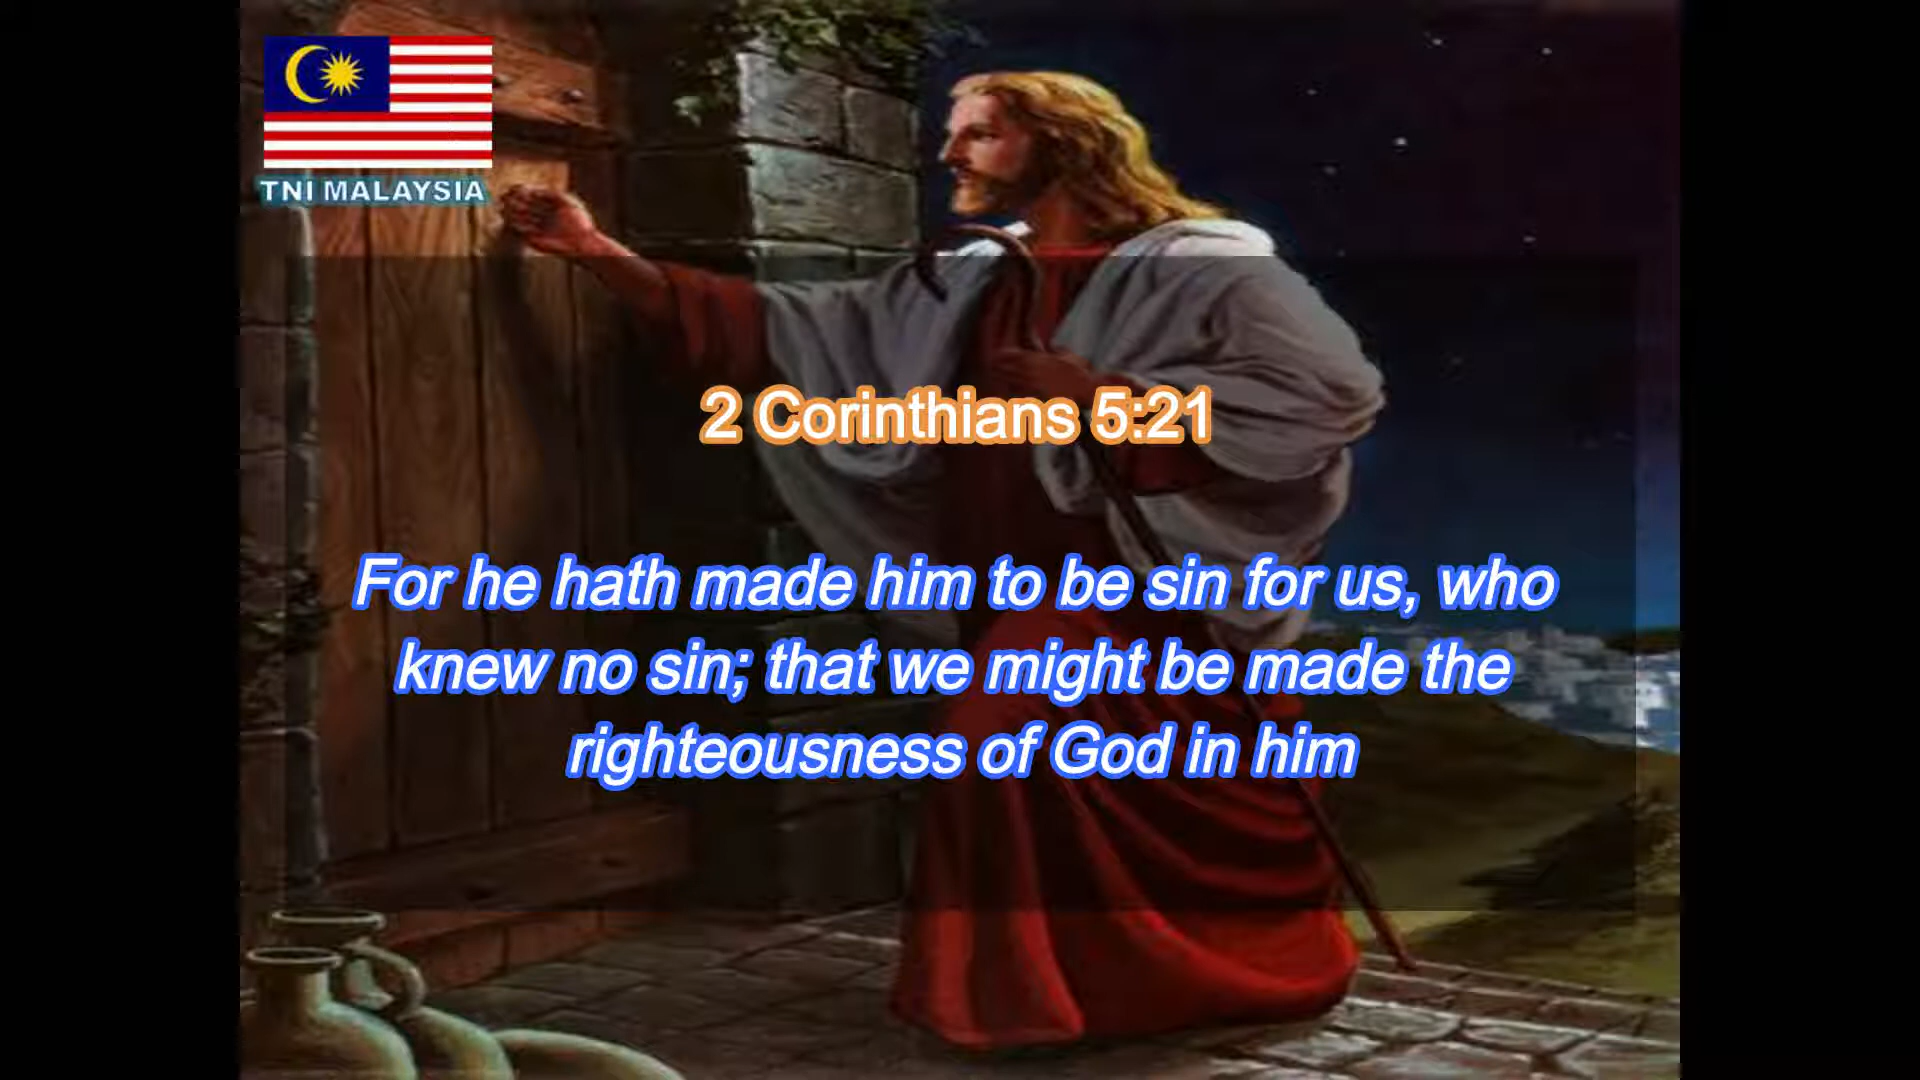 TNI MALAYSIA
2 Corinthians 5:21
For he hath made him to be sin for us, who
knew no sin; that we might be made the
righteousness of God in him